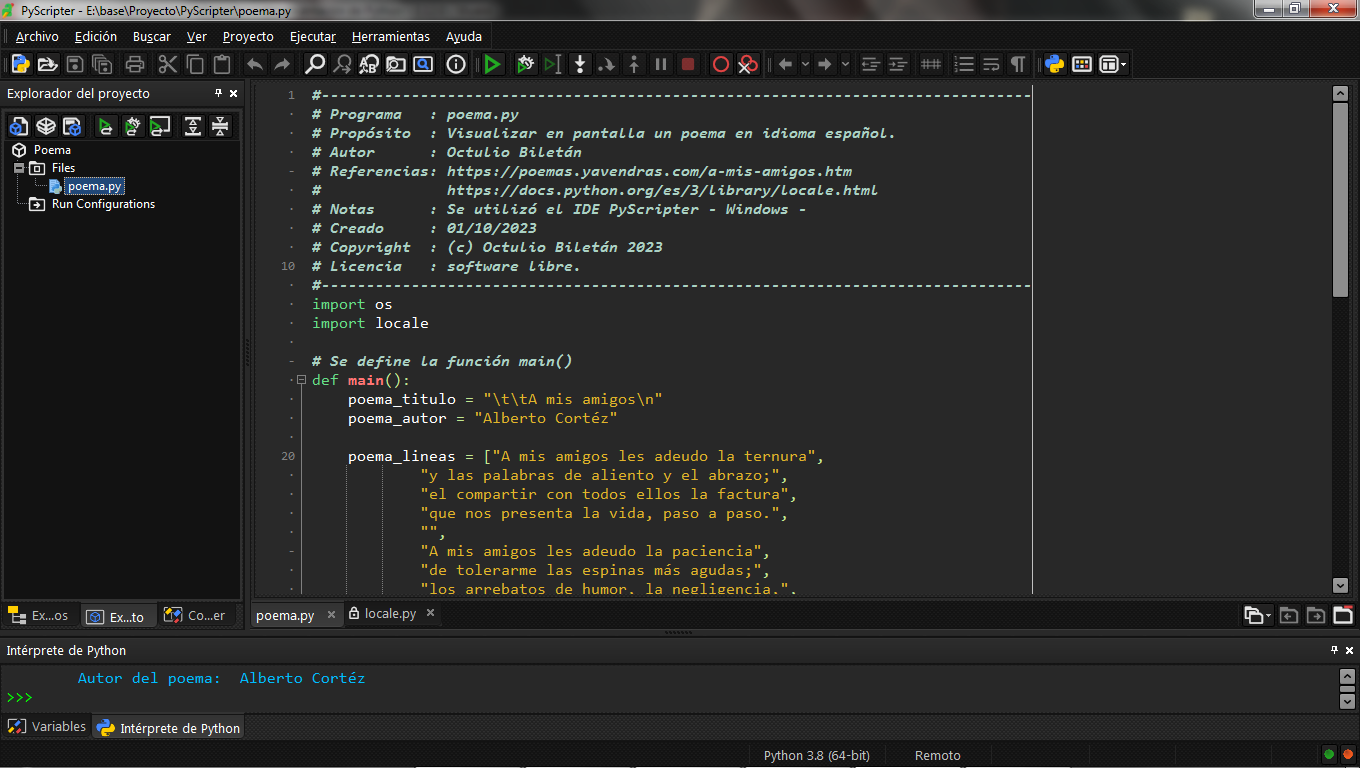 PyScripter - E:\base\Proyecto\PyScripter\poema.py
Archivo Edición Buscar Ver Proyecto Ejecutar Herramientas Ayuda
Explorador del proyecto
Poema
Files
poema.py
Run Configurations
Ex...os Ex...to Co...er
1 #-------------------------------------------------------------------------------
# Programa   : poema.py
# Propósito  : Visualizar en pantalla un poema en idioma español.
# Autor      : Octulio Biletán
# Referencias: https://poemas.yavendras.com/a-mis-amigos.htm
#              https://docs.python.org/es/3/library/locale.html
# Notas      : Se utilizó el IDE PyScripter - Windows -
# Creado     : 01/10/2023
# Copyright  : (c) Octulio Biletán 2023
10 # Licencia   : software libre.
#-------------------------------------------------------------------------------
import os
import locale
# Se define la función main()
def main():
poema_titulo = "\t\tA mis amigos\n"
poema_autor = "Alberto Cortéz"
20 poema_lineas = ["A mis amigos les adeudo la ternura",
"y las palabras de aliento y el abrazo;",
"el compartir con todos ellos la factura",
"que nos presenta la vida, paso a paso.",
"",
"A mis amigos les adeudo la paciencia",
"de tolerarme las espinas más agudas;",
"los arrebatos de humor, la negligencia,",
poema.py locale.py
Intérprete de Python
Autor del poema:  Alberto Cortéz
>>>
Variables Intérprete de Python
Python 3.8 (64-bit) Remoto